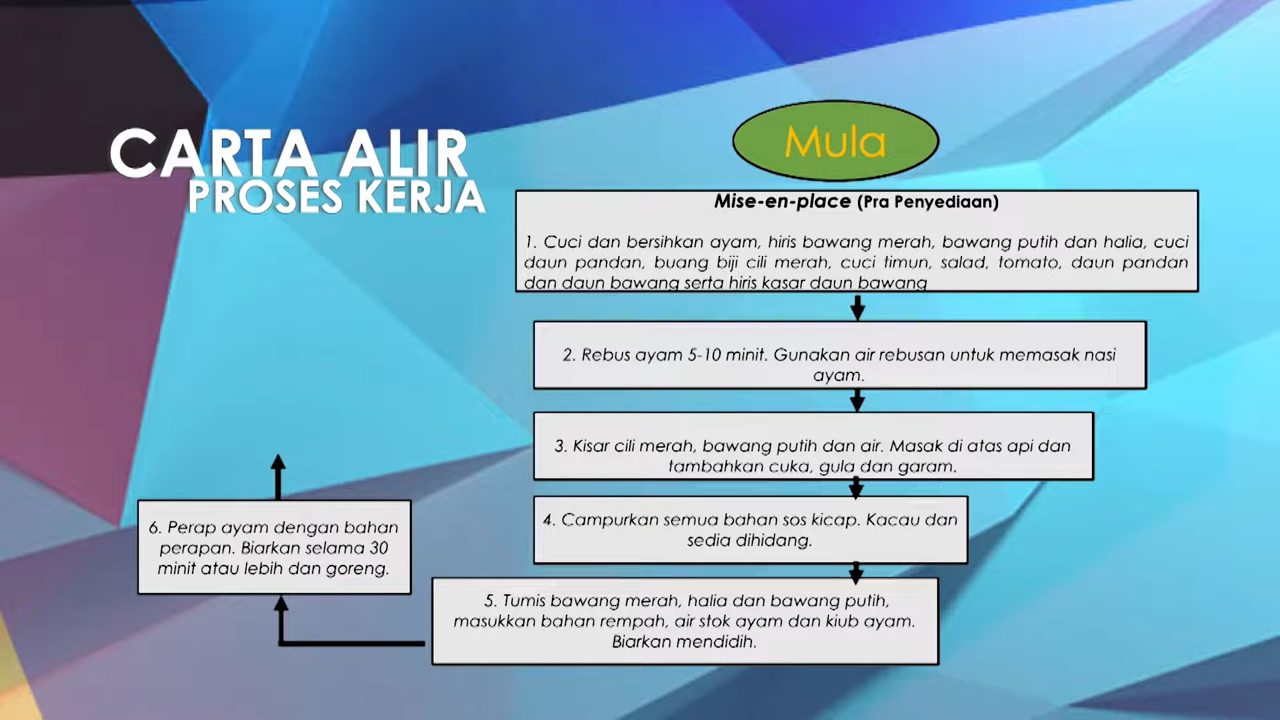 CARTA ALIR
PROSES KERJA
Mula
Mise-en-place (Pra Penyediaan)
1. Cuci dan bersihkan ayam, hiris bawang merah, bawang putih dan halia, cuci
daun pandan, buang biji cili merah, cuci timun, salad, tomato, daun pandan
dan daun bawang serta hiris kasar daun bawang
2. Rebus ayam 5-10 minit. Gunakan air rebusan untuk memasak nasi
ayam.
3. Kisar cili merah, bawang putih dan air. Masak di atas api dan
tambahkan cuka, gula dan garam.
4. Campurkan semua bahan sos kicap. Kacau dan
sedia dihidang.
5. Tumis bawang merah, halia dan bawang putih,
masukkan bahan rempah, air stok ayam dan kiub ayam.
Biarkan mendidih.
6. Perap ayam dengan bahan
perapan. Biarkan selama 30
minit atau lebih dan goreng.